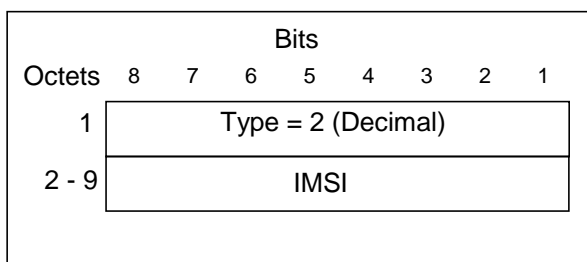 Bits
Octets 8 7 6 5 4 3 2 1
1 Type = 2 (Decimal)
2 - 9 IMSI